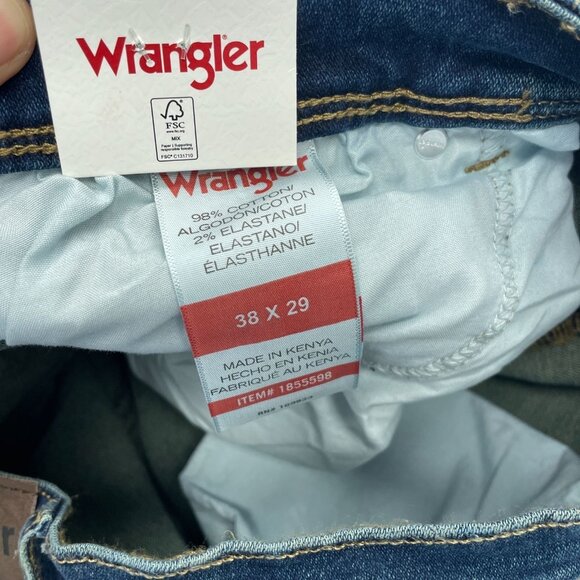 Wrangler
FSC
www.fsc.org
MIX
Paper | Supporting
responsible forestry
FSC® C131710
Wrangler
98% COTTON/
ALGODÓN/COTON
2% ELASTANE/
ELASTANO/
ÉLASTHANNE
38 X 29
MADE IN KENYA
HECHO EN KENIA
FABRIQUÉ AU KENYA
ITEM# 1855598